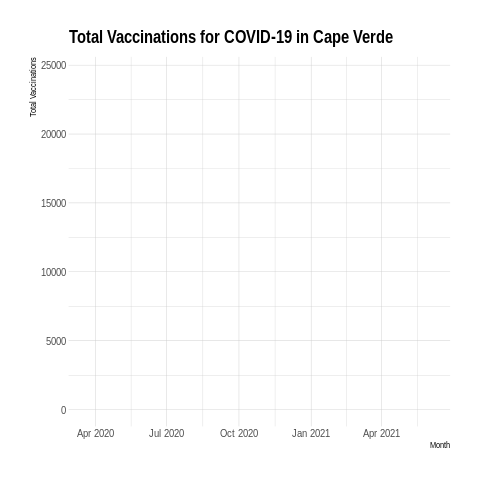 Total Vaccinations for COVID-19 in Cape Verde
Total Vaccinations
25000
20000
15000
10000
5000
0
Apr 2020 Jul 2020 Oct 2020 Jan 2021 Apr 2021
Month